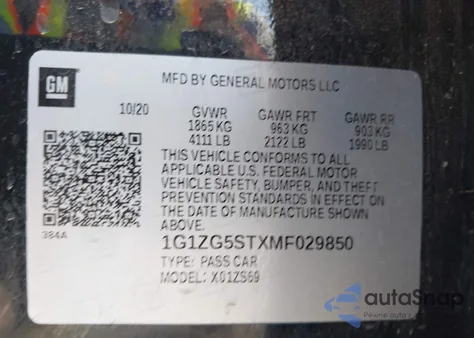 MFD BY GENERAL MOTORS LLC
GM
10/20 GVWR GAWR FRT GAWR RR
1865 KG 963 KG 903 KG
4111 LB 2122 LB 1990 LB
THIS VEHICLE CONFORMS TO ALL
APPLICABLE U.S. FEDERAL MOTOR
VEHICLE SAFETY, BUMPER, AND THEFT
PREVENTION STANDARDS IN EFFECT ON
THE DATE OF MANUFACTURE SHOWN
ABOVE.
384A
1G1ZG5STXMF029850
TYPE: PASS CAR
MODEL: X01ZS69
autoSnap
Pewne auto z